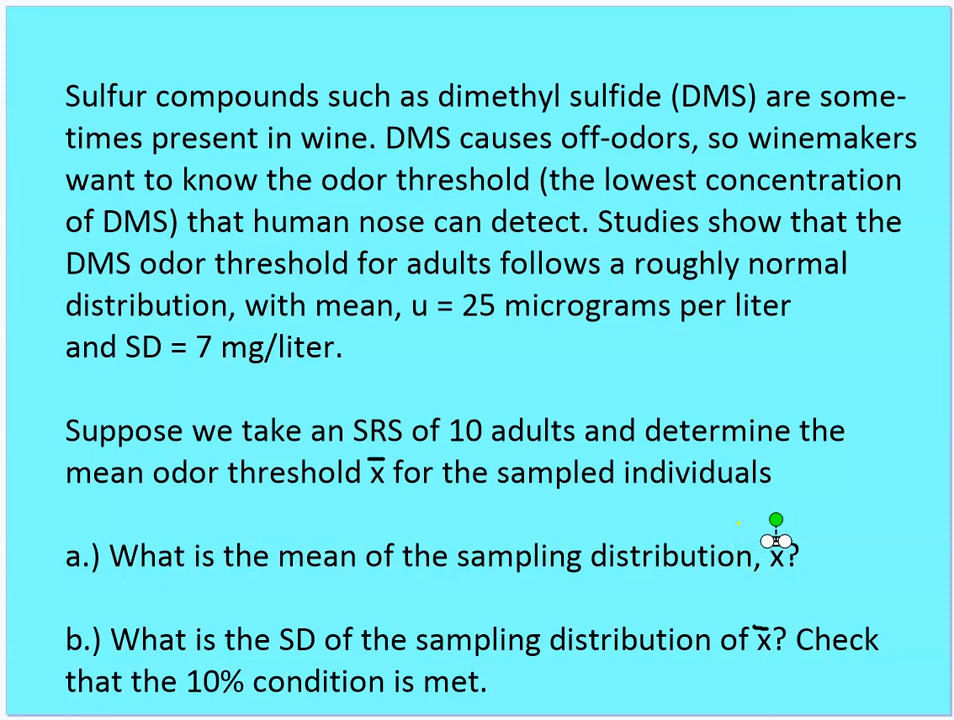 Sulfur compounds such as dimethyl sulfide (DMS) are some-
times present in wine. DMS causes off-odors, so winemakers
want to know the odor threshold (the lowest concentration
of DMS) that human nose can detect. Studies show that the
DMS odor threshold for adults follows a roughly normal
distribution, with mean, u = 25 micrograms per liter
and SD = 7 mg/liter.
Suppose we take an SRS of 10 adults and determine the
mean odor threshold x̅ for the sampled individuals
a.) What is the mean of the sampling distribution, x̅?
b.) What is the SD of the sampling distribution of x̅? Check
that the 10% condition is met.